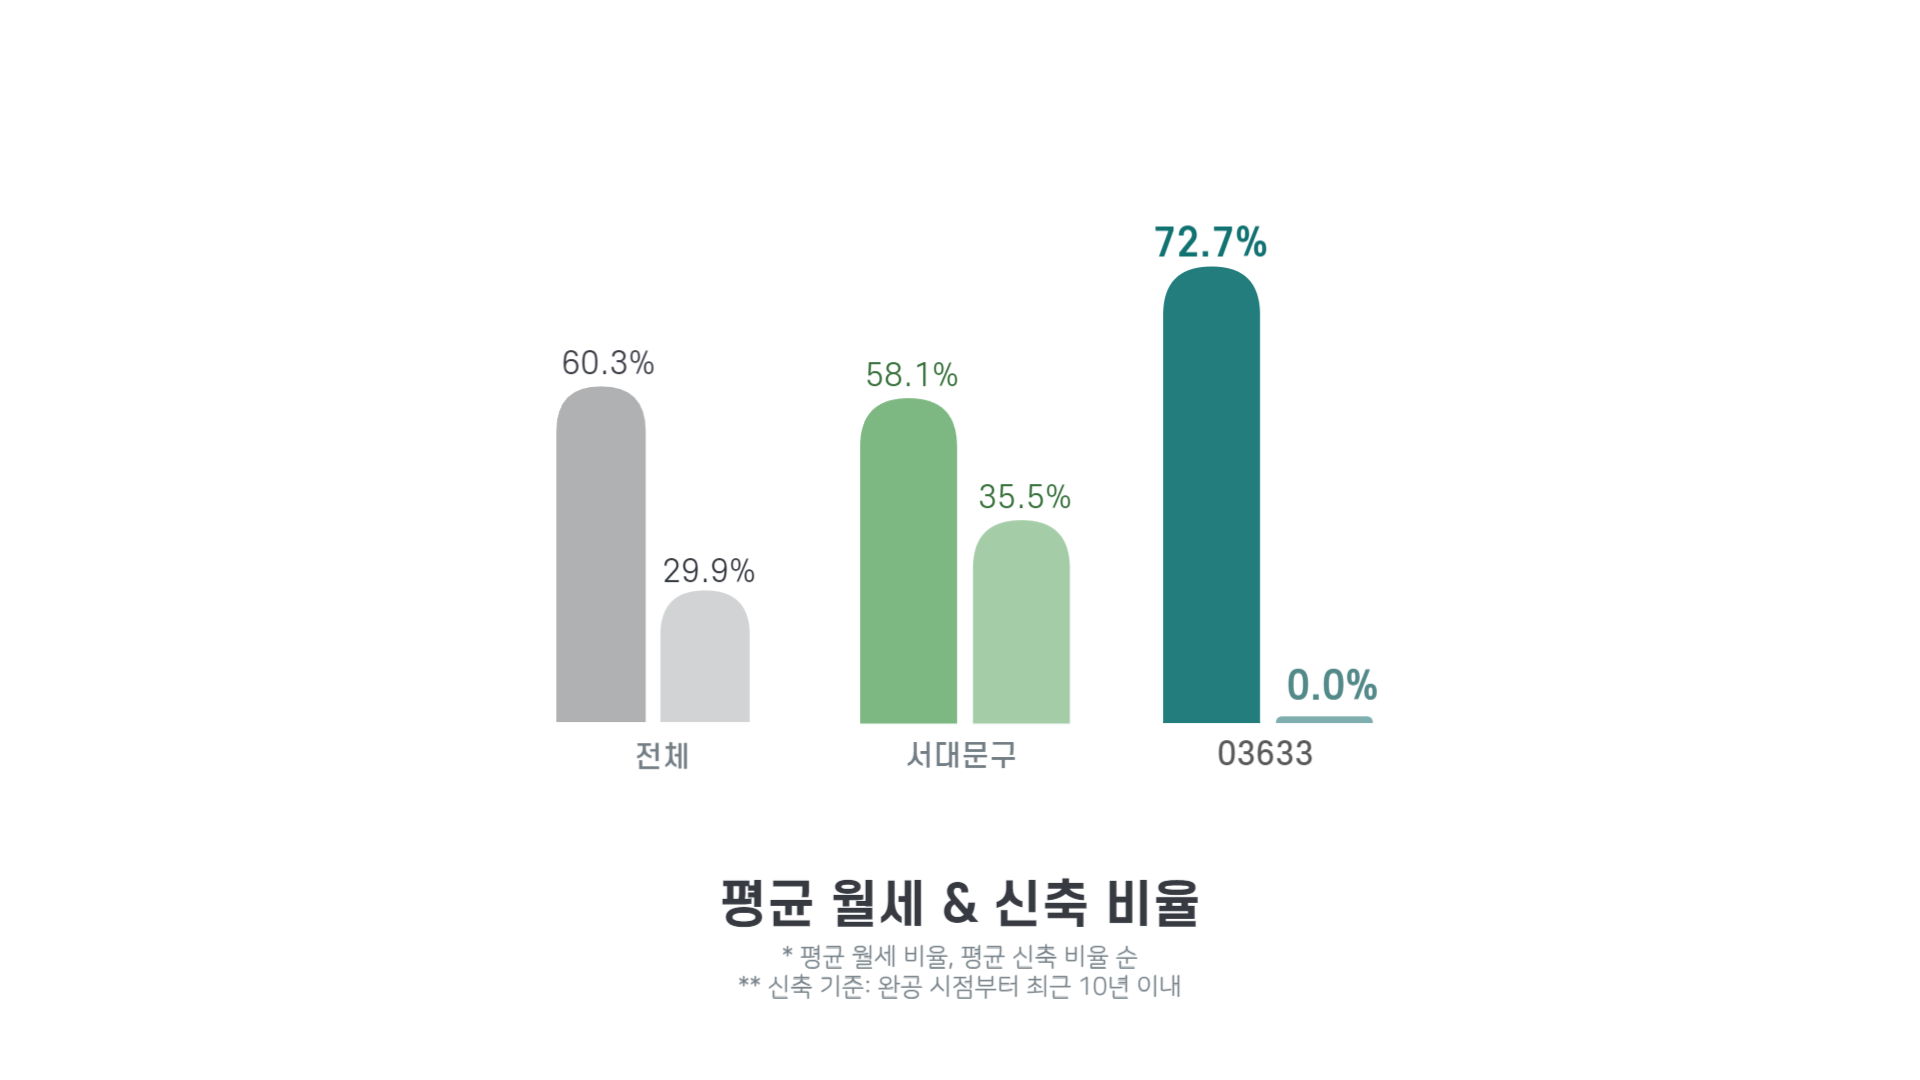 72.7%
60.3%
58.1%
35.5%
29.9%
0.0%
전체
서대문구
03633
평균 월세 & 신축 비율
* 평균 월세 비율, 평균 신축 비율 순
** 신축 기준: 완공 시점부터 최근 10년 이내